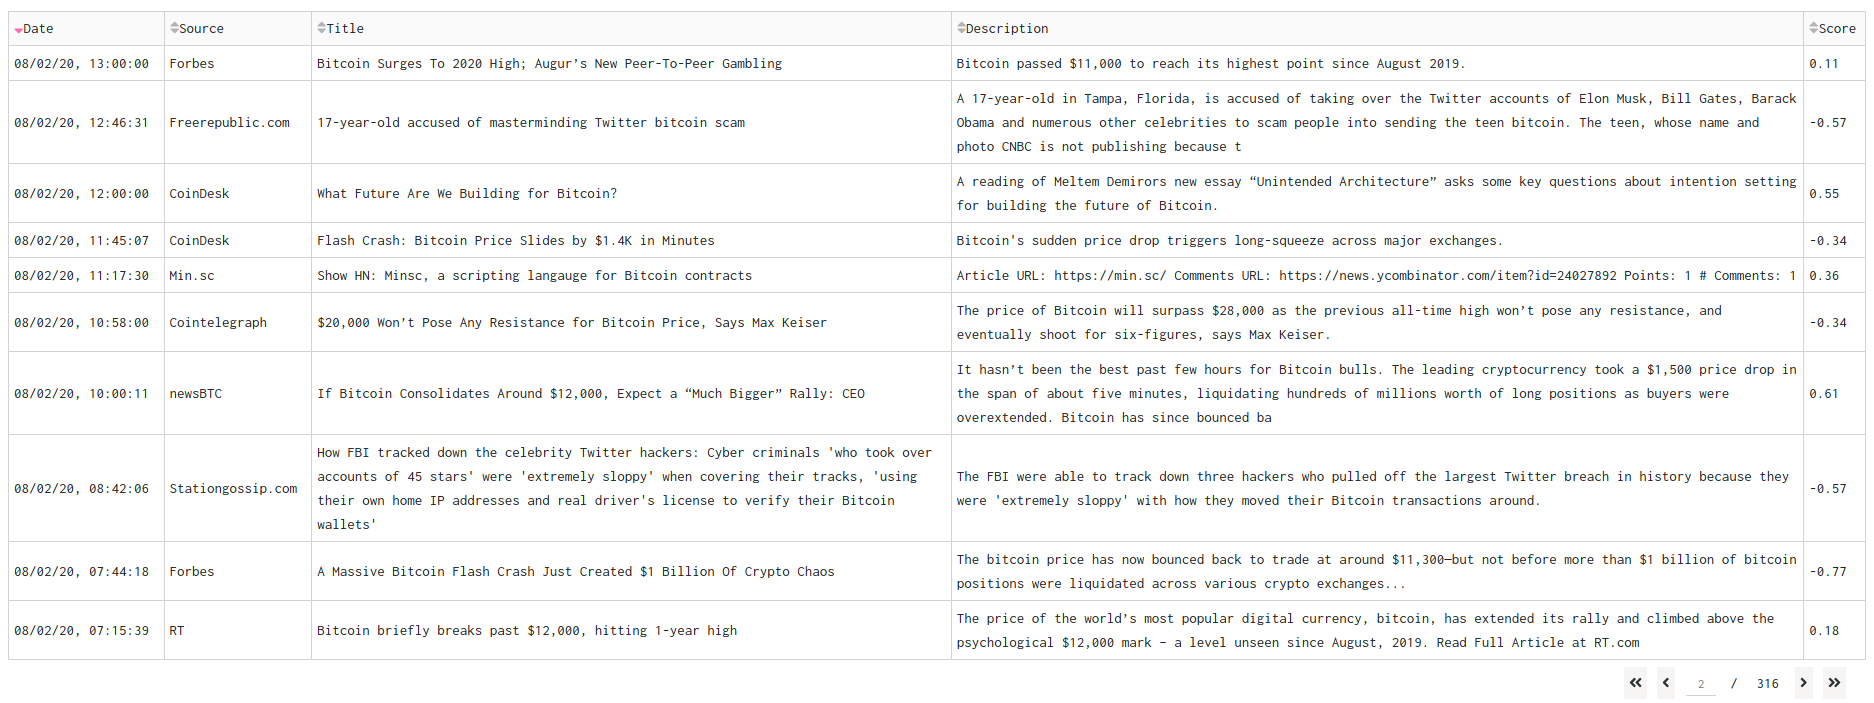 Date Source Title Description Score
08/02/20, 13:00:00 Forbes Bitcoin Surges To 2020 High; Augur’s New Peer-To-Peer Gambling Bitcoin passed $11,000 to reach its highest point since August 2019. 0.11
08/02/20, 12:46:31 Freerepublic.com 17-year-old accused of masterminding Twitter bitcoin scam
A 17-year-old in Tampa, Florida, is accused of taking over the Twitter accounts of Elon Musk, Bill Gates, Barack
Obama and numerous other celebrities to scam people into sending the teen bitcoin. The teen, whose name and
photo CNBC is not publishing because t
-0.57
08/02/20, 12:00:00 CoinDesk What Future Are We Building for Bitcoin?
A reading of Meltem Demirors new essay “Unintended Architecture” asks some key questions about intention setting
for building the future of Bitcoin.
0.55
08/02/20, 11:45:07 CoinDesk Flash Crash: Bitcoin Price Slides by $1.4K in Minutes Bitcoin's sudden price drop triggers long-squeeze across major exchanges. -0.34
08/02/20, 11:17:30 Min.sc Show HN: Minsc, a scripting langauge for Bitcoin contracts Article URL: https://min.sc/ Comments URL: https://news.ycombinator.com/item?id=24027892 Points: 1 # Comments: 1 0.36
08/02/20, 10:58:00 Cointelegraph $20,000 Won’t Pose Any Resistance for Bitcoin Price, Says Max Keiser
The price of Bitcoin will surpass $28,000 as the previous all-time high won’t pose any resistance, and
eventually shoot for six-figures, says Max Keiser.
-0.34
08/02/20, 10:00:11 newsBTC If Bitcoin Consolidates Around $12,000, Expect a “Much Bigger” Rally: CEO
It hasn’t been the best past few hours for Bitcoin bulls. The leading cryptocurrency took a $1,500 price drop in
the span of about five minutes, liquidating hundreds of millions worth of long positions as buyers were
overextended. Bitcoin has since bounced ba
0.61
08/02/20, 08:42:06 Stationgossip.com
How FBI tracked down the celebrity Twitter hackers: Cyber criminals 'who took over
accounts of 45 stars' were 'extremely sloppy' when covering their tracks, 'using
their own home IP addresses and real driver's license to verify their Bitcoin
wallets'
The FBI were able to track down three hackers who pulled off the largest Twitter breach in history because they
were 'extremely sloppy' with how they moved their Bitcoin transactions around.
-0.57
08/02/20, 07:44:18 Forbes A Massive Bitcoin Flash Crash Just Created $1 Billion Of Crypto Chaos
The bitcoin price has now bounced back to trade at around $11,300—but not before more than $1 billion of bitcoin
positions were liquidated across various crypto exchanges...
-0.77
08/02/20, 07:15:39 RT Bitcoin briefly breaks past $12,000, hitting 1-year high
The price of the world’s most popular digital currency, bitcoin, has extended its rally and climbed above the
psychological $12,000 mark – a level unseen since August, 2019. Read Full Article at RT.com
0.18
2 / 316